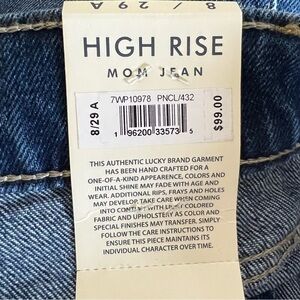 8 / 29 A
HIGH RISE
MOM JEAN
7WP10978 PNCL/432
8/29 A
1 96200 33573 5
$99.00
THIS AUTHENTIC LUCKY BRAND GARMENT
HAS BEEN HAND CRAFTED FOR A
ONE-OF-A-KIND APPEARENCE, COLORS AND
INITIAL SHINE MAY FADE WITH AGE AND
WEAR. ADDITIONAL RIPS, FRAYS AND HOLES
MAY DEVELOP. TAKE CARE WHEN COMING
INTO CONTACT WITH LIGHT COLORED
FABRIC AND UPHOLSTERY AS COLOR AND
SPECIAL FINISHES MAY TRANSFER. SIMPLY
FOLLOW THE CARE INSTRUCTIONS TO
ENSURE THIS PIECE MAINTAINS ITS
INDIVIDUAL CHARACTER OVER TIME.